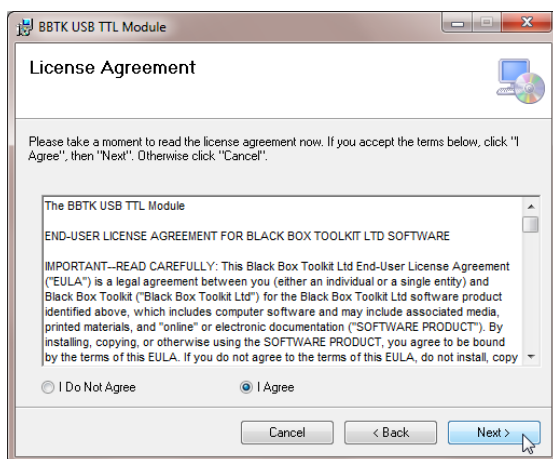 BBTK USB TTL Module
License Agreement
Please take a moment to read the license agreement now. If you accept the terms below, click "I
Agree", then "Next". Otherwise click "Cancel".
The BBTK USB TTL Module
END-USER LICENSE AGREEMENT FOR BLACK BOX TOOLKIT LTD SOFTWARE
IMPORTANT--READ CAREFULLY: This Black Box Toolkit Ltd End-User License Agreement
("EULA") is a legal agreement between you (either an individual or a single entity) and
Black Box Toolkit ("Black Box Toolkit Ltd") for the Black Box Toolkit Ltd software product
identified above, which includes computer software and may include associated media,
printed materials, and "online" or electronic documentation ("SOFTWARE PRODUCT"). By
installing, copying, or otherwise using the SOFTWARE PRODUCT, you agree to be bound
by the terms of this EULA. If you do not agree to the terms of this EULA, do not install, copy
I Do Not Agree
I Agree
Cancel
< Back
Next >